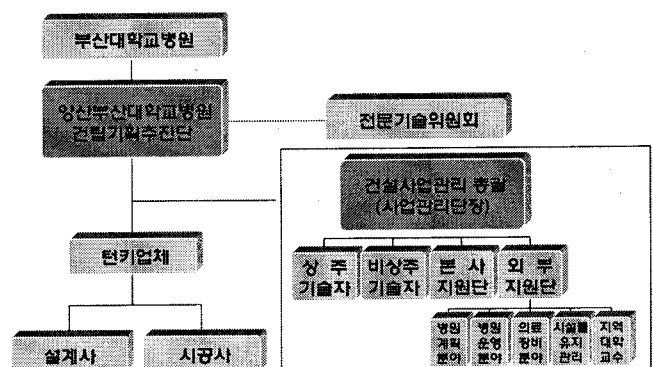 부산대학교병원
양산부산대학교병원
건립기획추진단
전문기술위원회
건설사업관리 총괄
(사업관리단장)
턴키업체
상 주
기술자
비상주
기술자
본 사
지원단
외 부
지원단
설계사
시공사
병원
계획
분야
병원
운영
분야
의료
장비
분야
시설물
유지
관리
지역
대학
교수